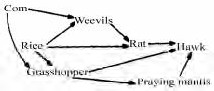 Corn
Weevils
Rice
Rat
Hawk
Grasshopper
Praying mantis